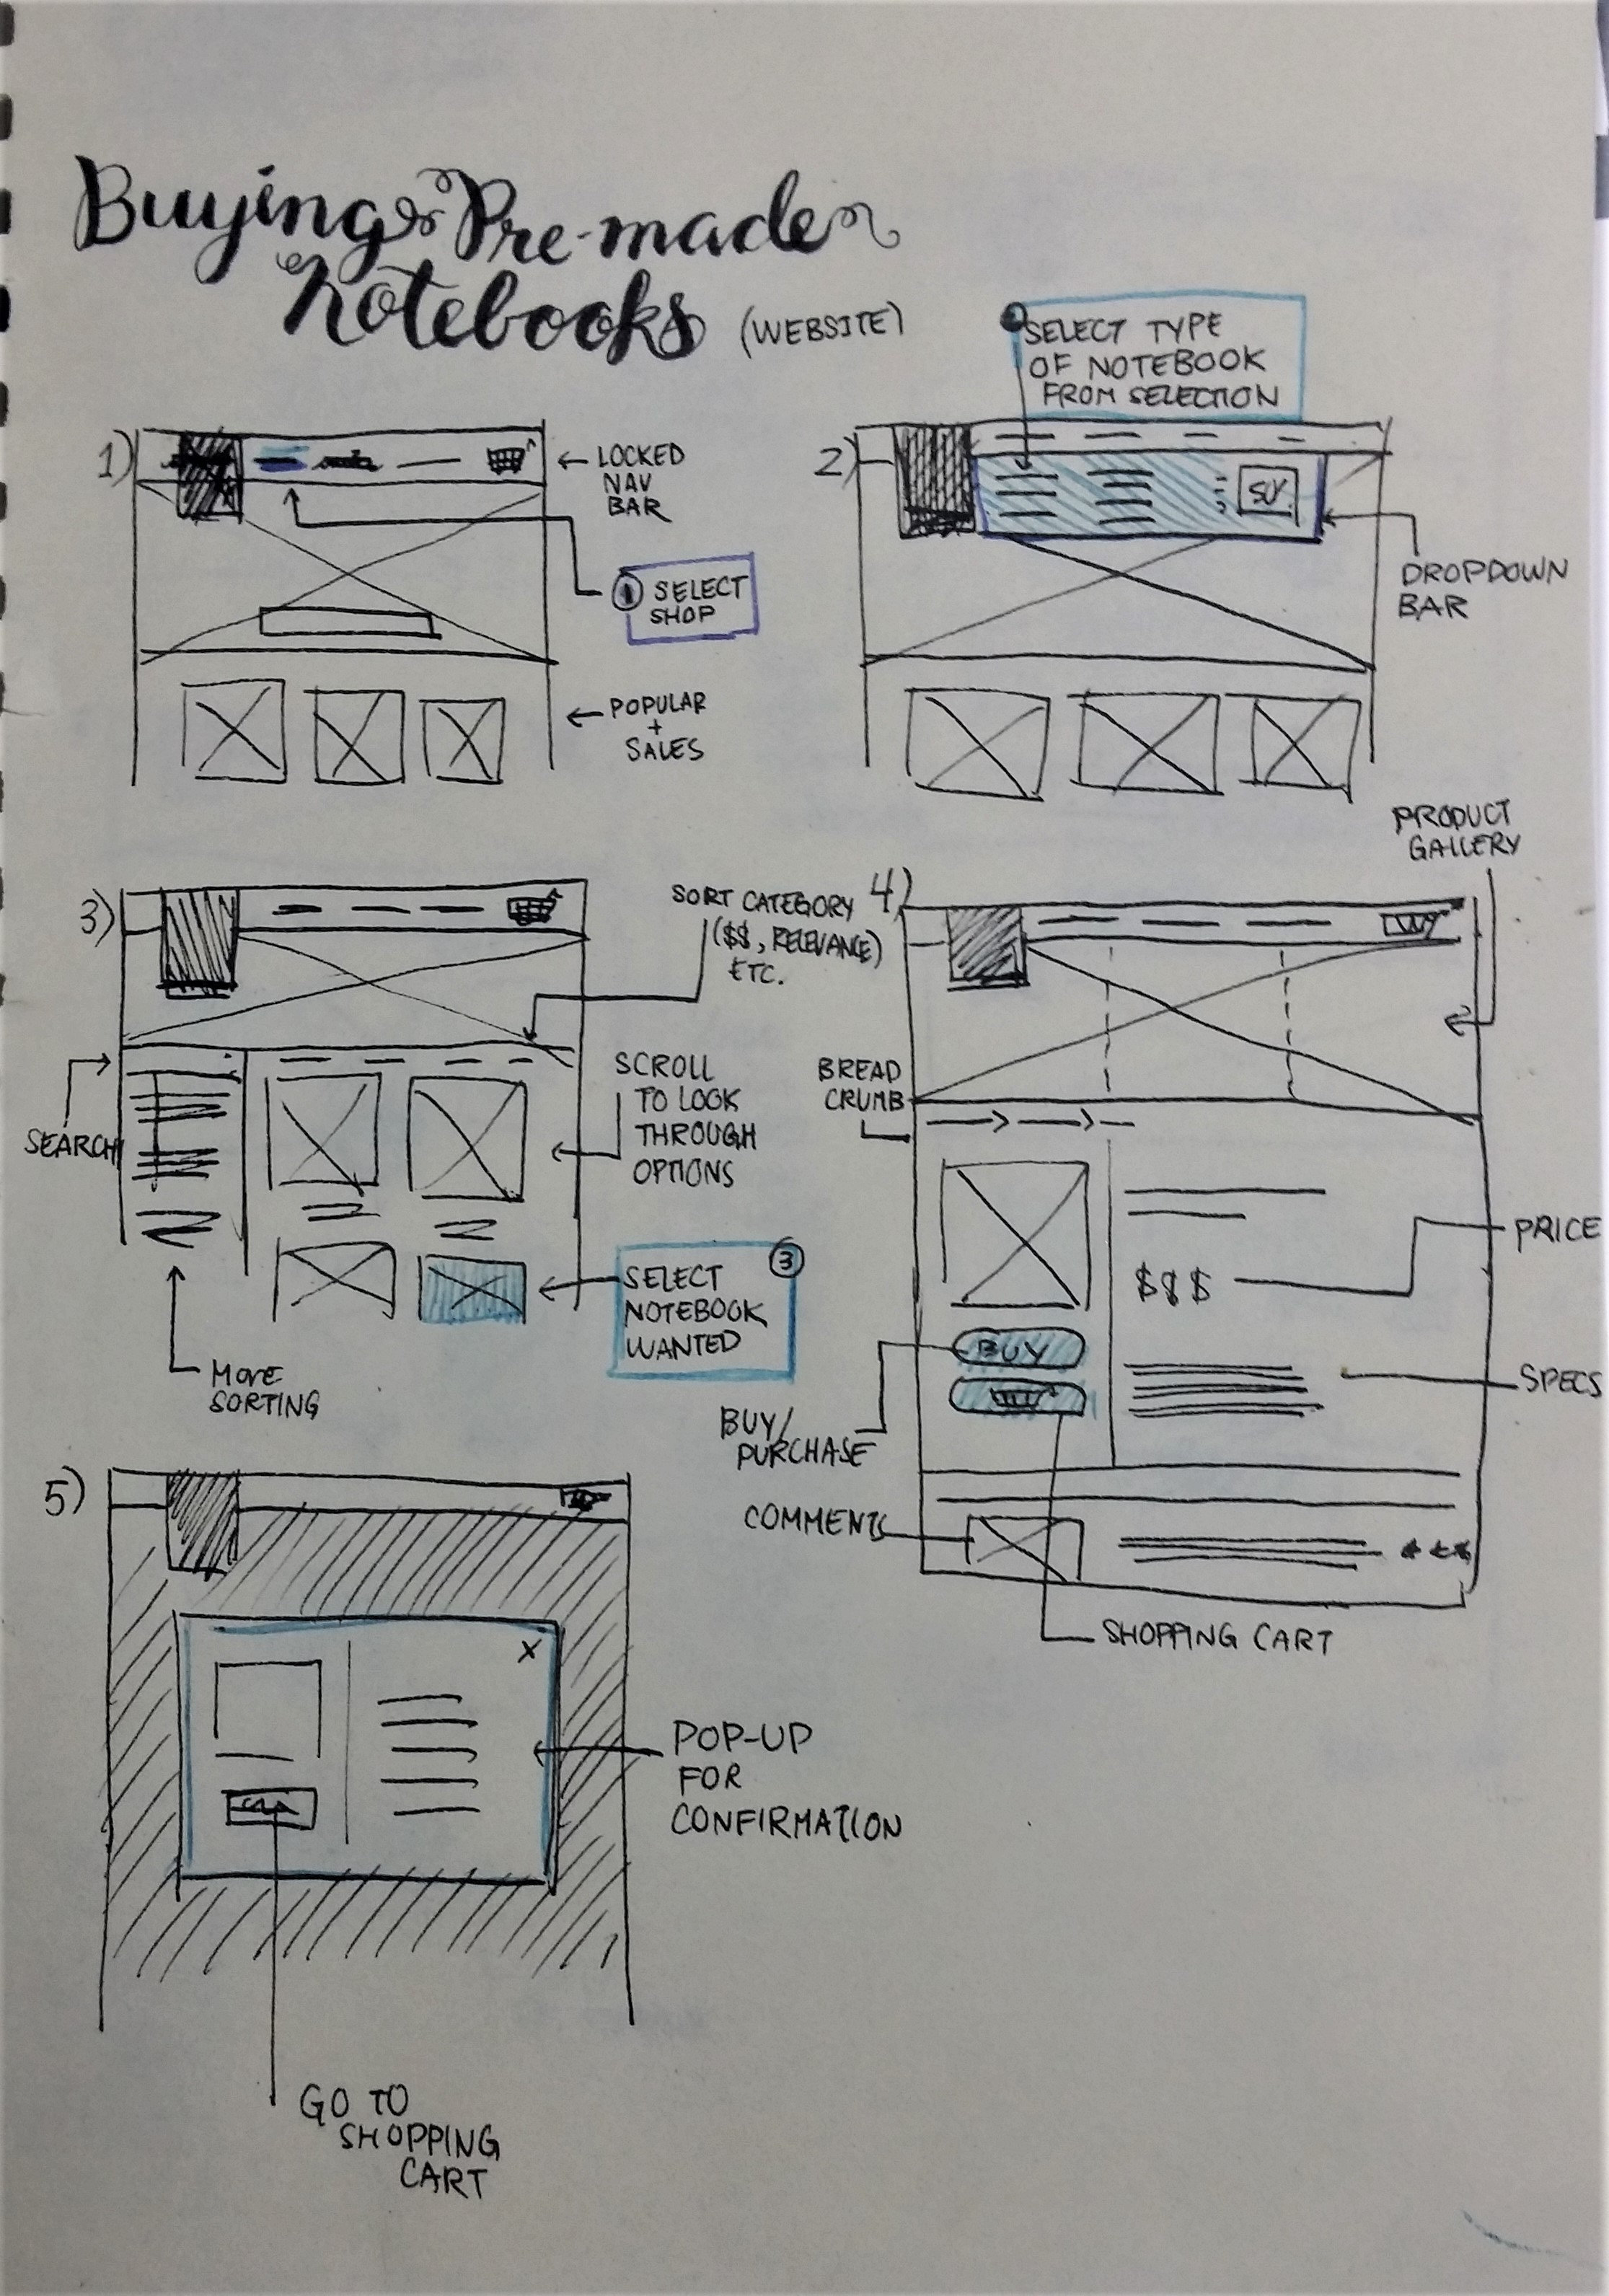 Buying Pre-made
Notebooks (WEBSITE)
SELECT TYPE
OF NOTEBOOK
FROM SELECTION
1)
LOCKED
NAV
BAR
1 SELECT
SHOP
POPULAR
+
SALES
2)
DROPDOWN
BAR
3)
SORT CATEGORY
($$, RELEVANCE)
ETC.
SEARCH
SCROLL
TO LOOK
THROUGH
OPTIONS
3
SELECT
NOTEBOOK
WANTED
MORE
SORTING
4)
PRODUCT
GALLERY
BREAD
CRUMB
PRICE
$$$
BUY
SPECS
BUY/
PURCHASE
COMMENTS
SHOPPING CART
5)
X
POP-UP
FOR
CONFIRMATION
GO TO
SHOPPING
CART